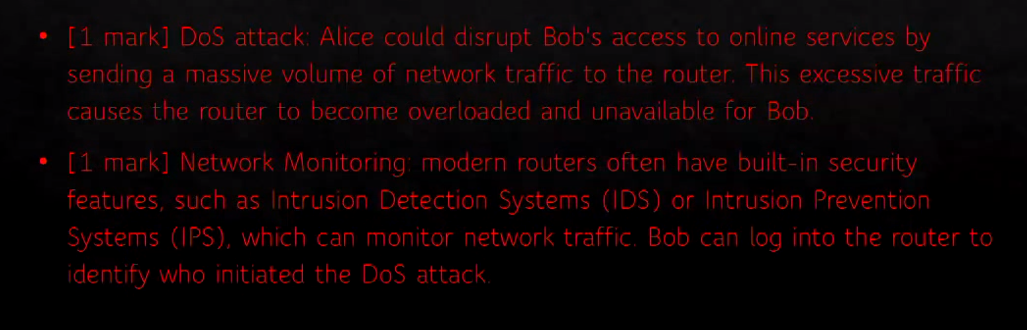 • [1 mark] DoS attack: Alice could disrupt Bob's access to online services by
sending a massive volume of network traffic to the router. This excessive traffic
causes the router to become overloaded and unavailable for Bob.
• [1 mark] Network Monitoring: modern routers often have built-in security
features, such as Intrusion Detection Systems (IDS) or Intrusion Prevention
Systems (IPS), which can monitor network traffic. Bob can log into the router to
identify who initiated the DoS attack.